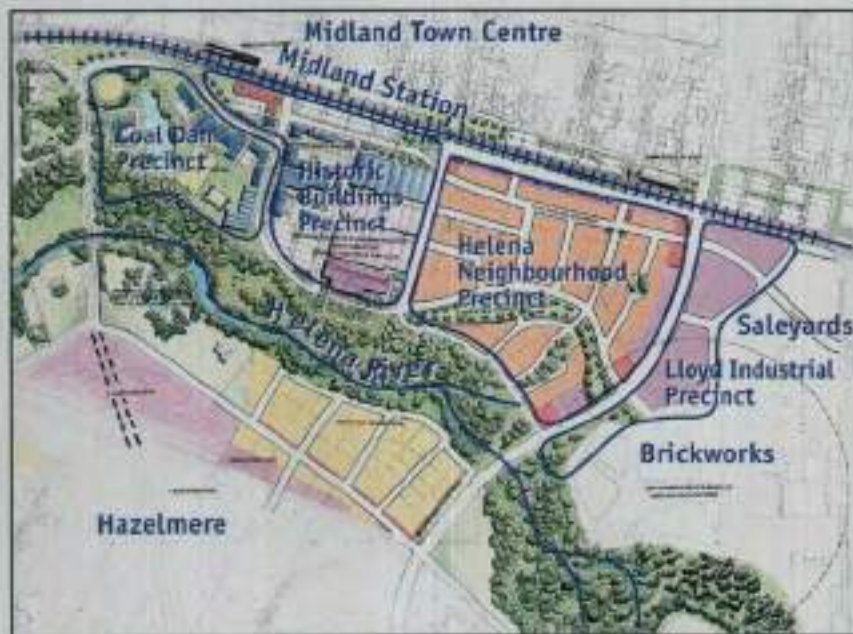 Midland Town Centre
Midland Station
Coal Dam
Precinct
Historic
Buildings
Precinct
Helena
Neighbourhood
Precinct
Helena River
Saleyards
Lloyd Industrial
Precinct
Brickworks
Hazelmere